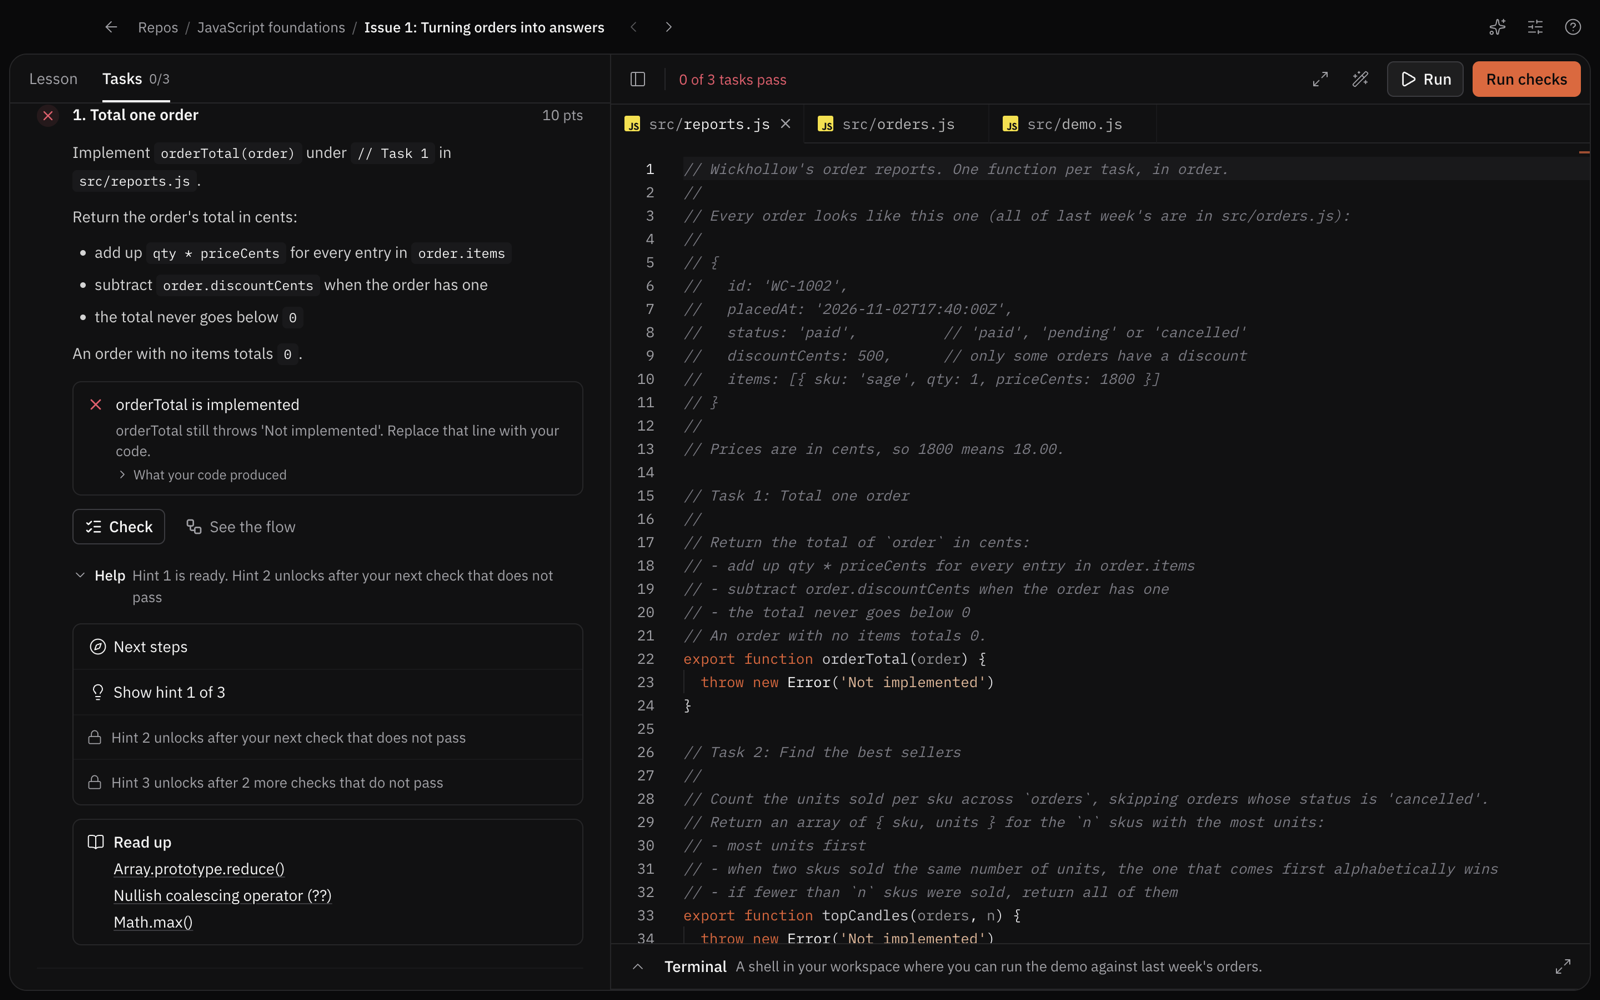 Repos / JavaScript foundations / Issue 1: Turning orders into answers
Lesson
Tasks 0/3
1. Total one order
10 pts
Implement orderTotal(order) under // Task 1 in
src/reports.js.
Return the order's total in cents:
• add up qty * priceCents for every entry in order.items
• subtract order.discountCents when the order has one
• the total never goes below 0
An order with no items totals 0.
orderTotal is implemented
orderTotal still throws 'Not implemented'. Replace that line with your
code.
What your code produced
Check
See the flow
Help Hint 1 is ready. Hint 2 unlocks after your next check that does not
pass
Next steps
Show hint 1 of 3
Hint 2 unlocks after your next check that does not pass
Hint 3 unlocks after 2 more checks that do not pass
Read up
Array.prototype.reduce()
Nullish coalescing operator (??)
Math.max()
0 of 3 tasks pass
Run
Run checks
JS src/reports.js
JS src/orders.js
JS src/demo.js
1 // Wickhollow's order reports. One function per task, in order.
2 //
3 // Every order looks like this one (all of last week's are in src/orders.js):
4 //
5 // {
6 //   id: 'WC-1002',
7 //   placedAt: '2026-11-02T17:40:00Z',
8 //   status: 'paid',          // 'paid', 'pending' or 'cancelled'
9 //   discountCents: 500,      // only some orders have a discount
10 //   items: [{ sku: 'sage', qty: 1, priceCents: 1800 }]
11 // }
12 //
13 // Prices are in cents, so 1800 means 18.00.
14
15 // Task 1: Total one order
16 //
17 // Return the total of `order` in cents:
18 // - add up qty * priceCents for every entry in order.items
19 // - subtract order.discountCents when the order has one
20 // - the total never goes below 0
21 // An order with no items totals 0.
22 export function orderTotal(order) {
23   throw new Error('Not implemented')
24 }
25
26 // Task 2: Find the best sellers
27 //
28 // Count the units sold per sku across `orders`, skipping orders whose status is 'cancelled'.
29 // Return an array of { sku, units } for the `n` skus with the most units:
30 // - most units first
31 // - when two skus sold the same number of units, the one that comes first alphabetically wins
32 // - if fewer than `n` skus were sold, return all of them
33 export function topCandles(orders, n) {
34   throw new Error('Not implemented')
Terminal A shell in your workspace where you can run the demo against last week's orders.